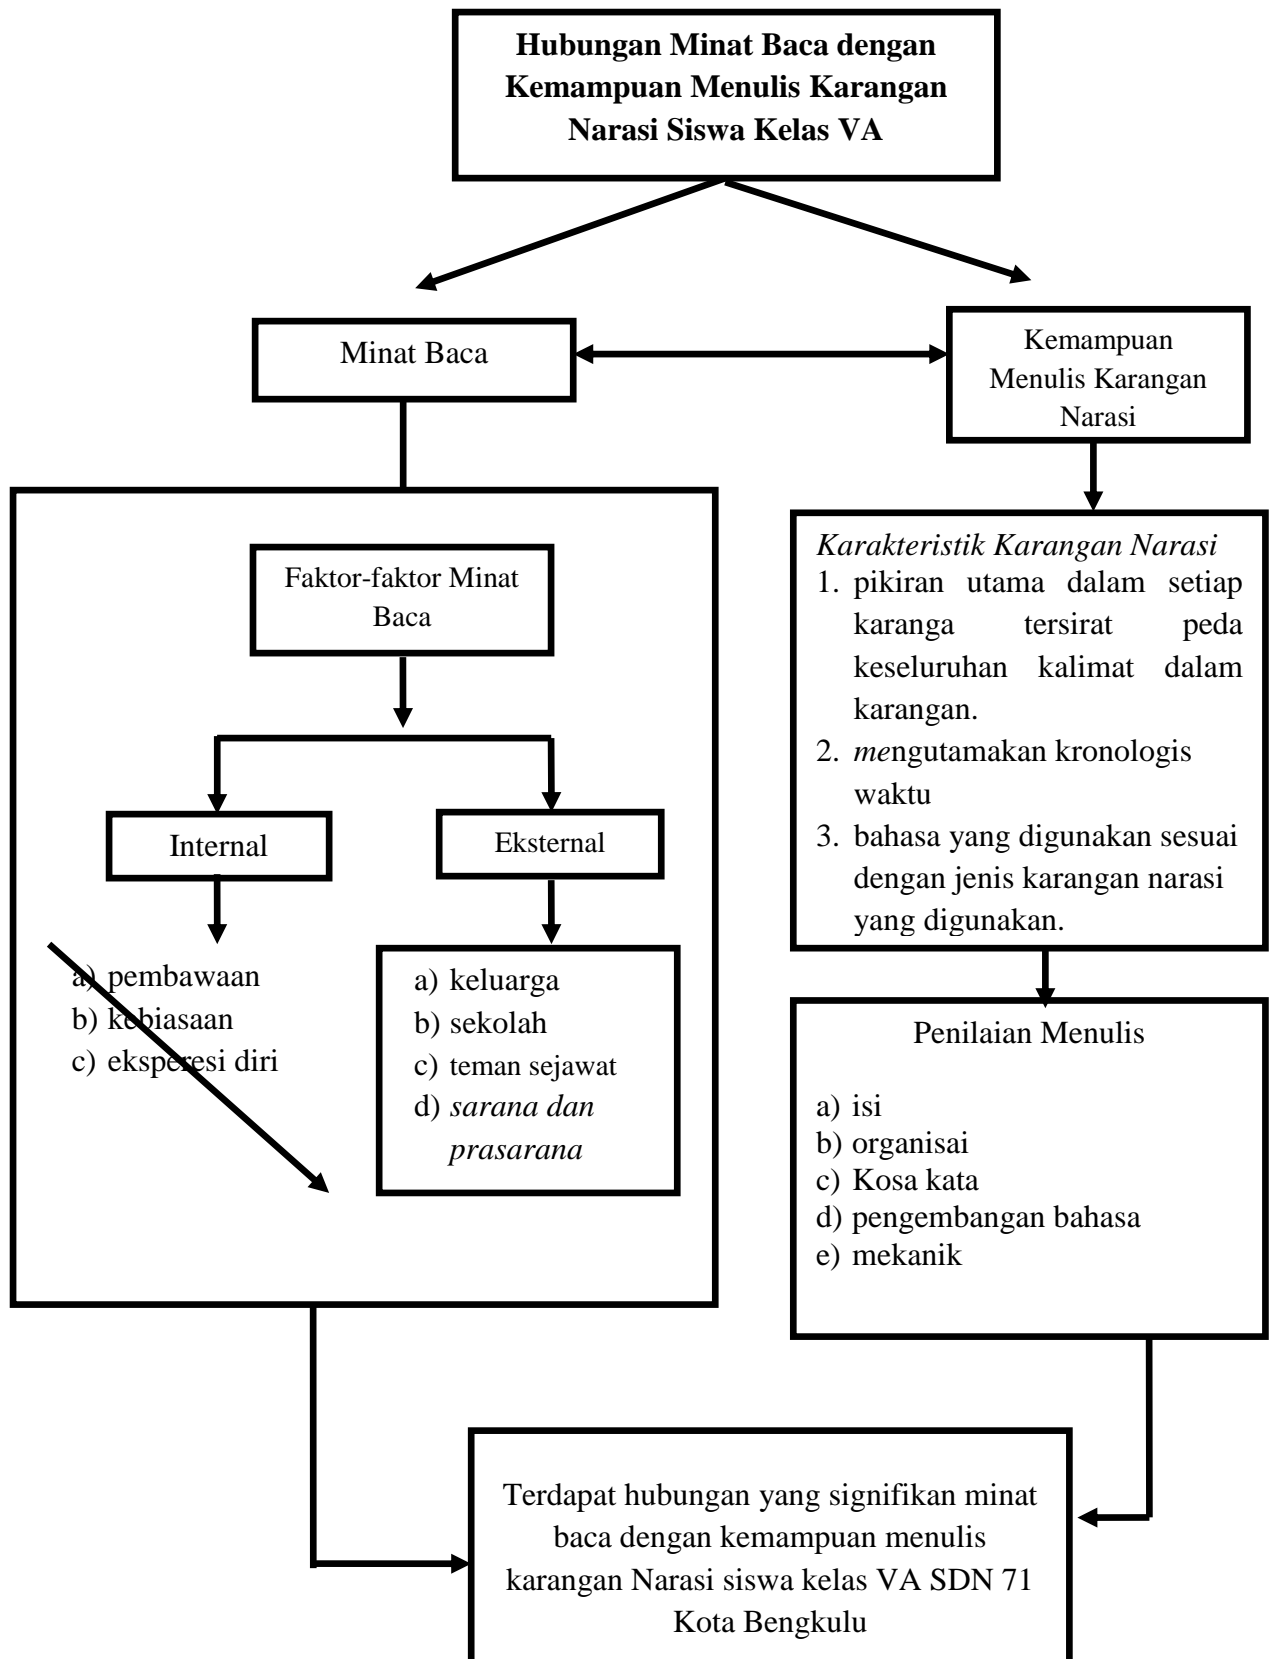 Hubungan Minat Baca dengan
Kemampuan Menulis Karangan
Narasi Siswa Kelas VA
Minat Baca
Kemampuan
Menulis Karangan
Narasi
Faktor-faktor Minat
Baca
Internal
Eksternal
a) pembawaan
b) kebiasaan
c) eksperesi diri
a) keluarga
b) sekolah
c) teman sejawat
d) sarana dan
prasarana
Karakteristik Karangan Narasi
1. pikiran utama dalam setiap
karanga tersirat peda
keseluruhan kalimat dalam
karangan.
2. mengutamakan kronologis
waktu
3. bahasa yang digunakan sesuai
dengan jenis karangan narasi
yang digunakan.
Penilaian Menulis
a) isi
b) organisai
c) Kosa kata
d) pengembangan bahasa
e) mekanik
Terdapat hubungan yang signifikan minat
baca dengan kemampuan menulis
karangan Narasi siswa kelas VA SDN 71
Kota Bengkulu